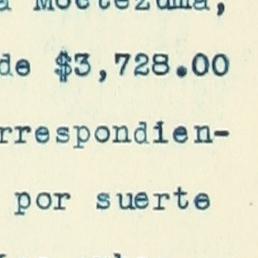 a Moctezuma,
de $3,728.00
rrespondien-
por suerte